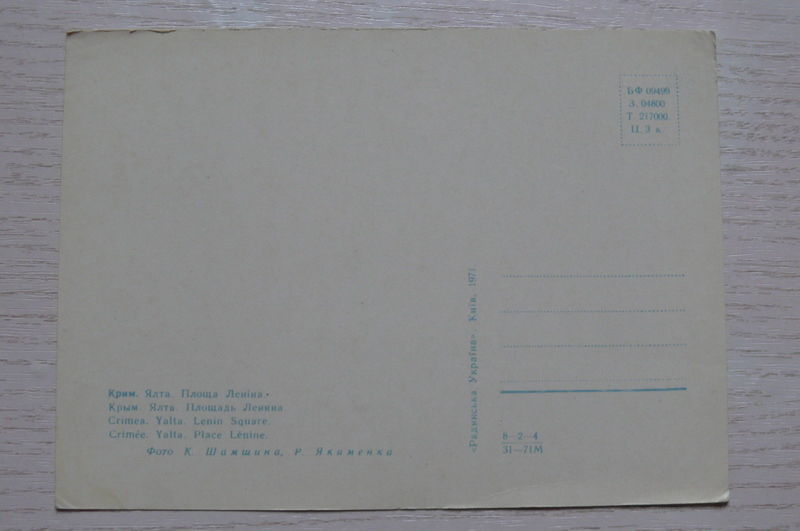 БФ 09499
З. 04800
Т. 217000.
Ц. 3 к.
«Радянська Україна». Київ, 1971
Крим. Ялта. Площа Леніна.
Крым. Ялта. Площадь Ленина
Crimea. Yalta. Lenin Square.
Crimée. Yalta. Place Lénine.
Фото К. Шамшина, Р. Якименка
8—2—4
31—71М